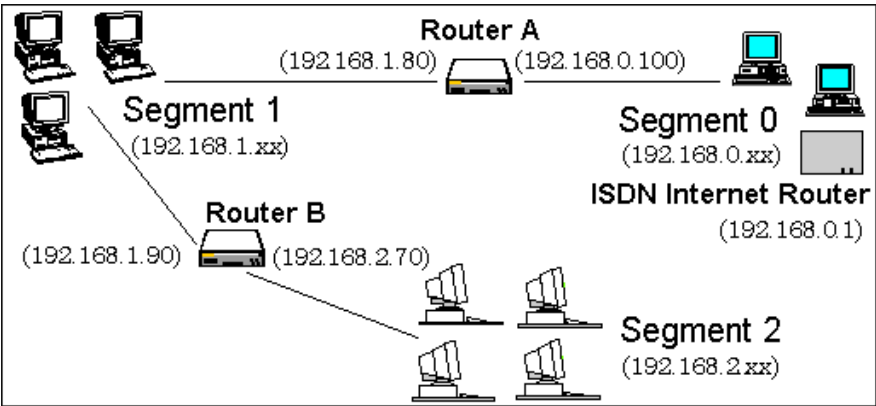 Router A
(192.168.1.80)
(192.168.0.100)
Segment 1
(192.168.1.xx)
Segment 0
(192.168.0.xx)
ISDN Internet Router
(192.168.0.1)
Router B
(192.168.1.90)
(192.168.2.70)
Segment 2
(192.168.2.xx)